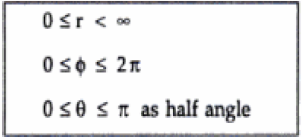 0 ≤ r < ∞
0 ≤ ϕ ≤ 2π
0 ≤ θ ≤ π as half angle